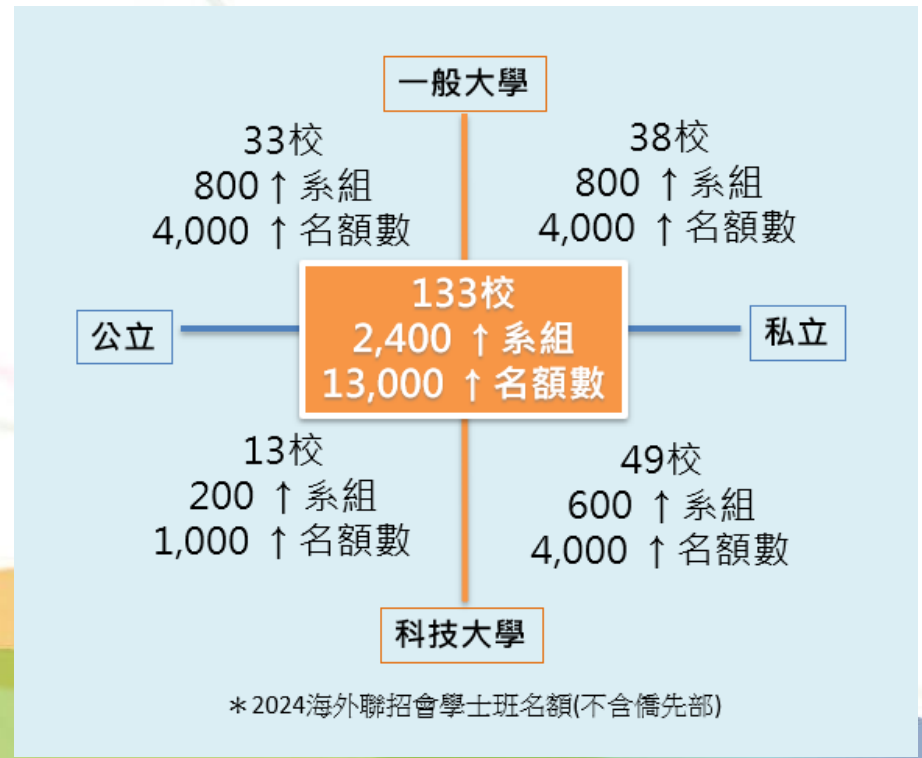 一般大學
33校
800 ↑系組
4,000 ↑名額數
38校
800 ↑系組
4,000 ↑名額數
公立
133校
2,400 ↑系組
13,000 ↑名額數
私立
13校
200 ↑系組
1,000 ↑名額數
49校
600 ↑系組
4,000 ↑名額數
科技大學
＊2024海外聯招會學士班名額(不含僑先部)